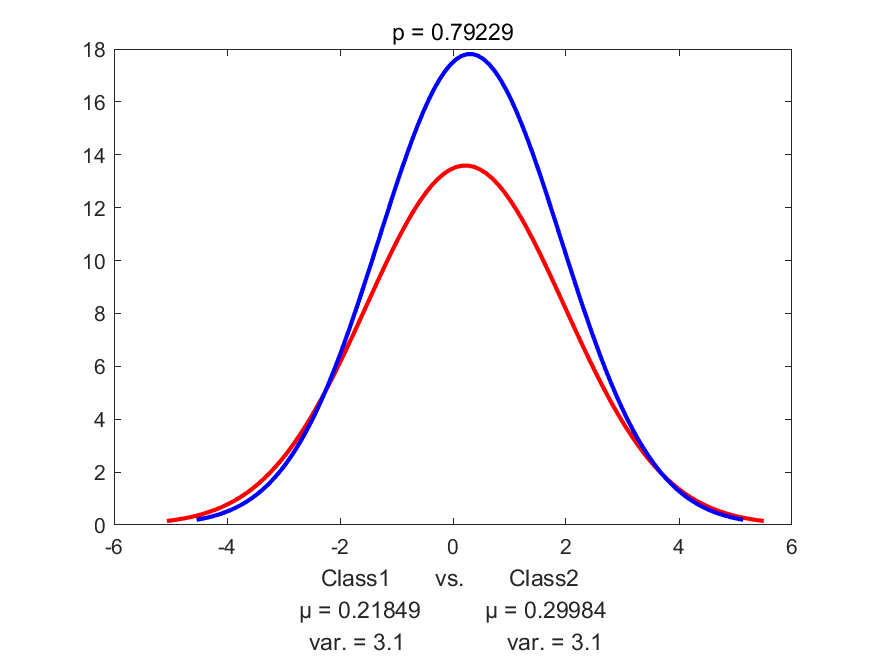 p = 0.79229
18
16
14
12
10
8
6
4
2
0
-6 -4 -2 0 2 4 6
Class1 vs. Class2
μ = 0.21849 μ = 0.29984
var. = 3.1 var. = 3.1